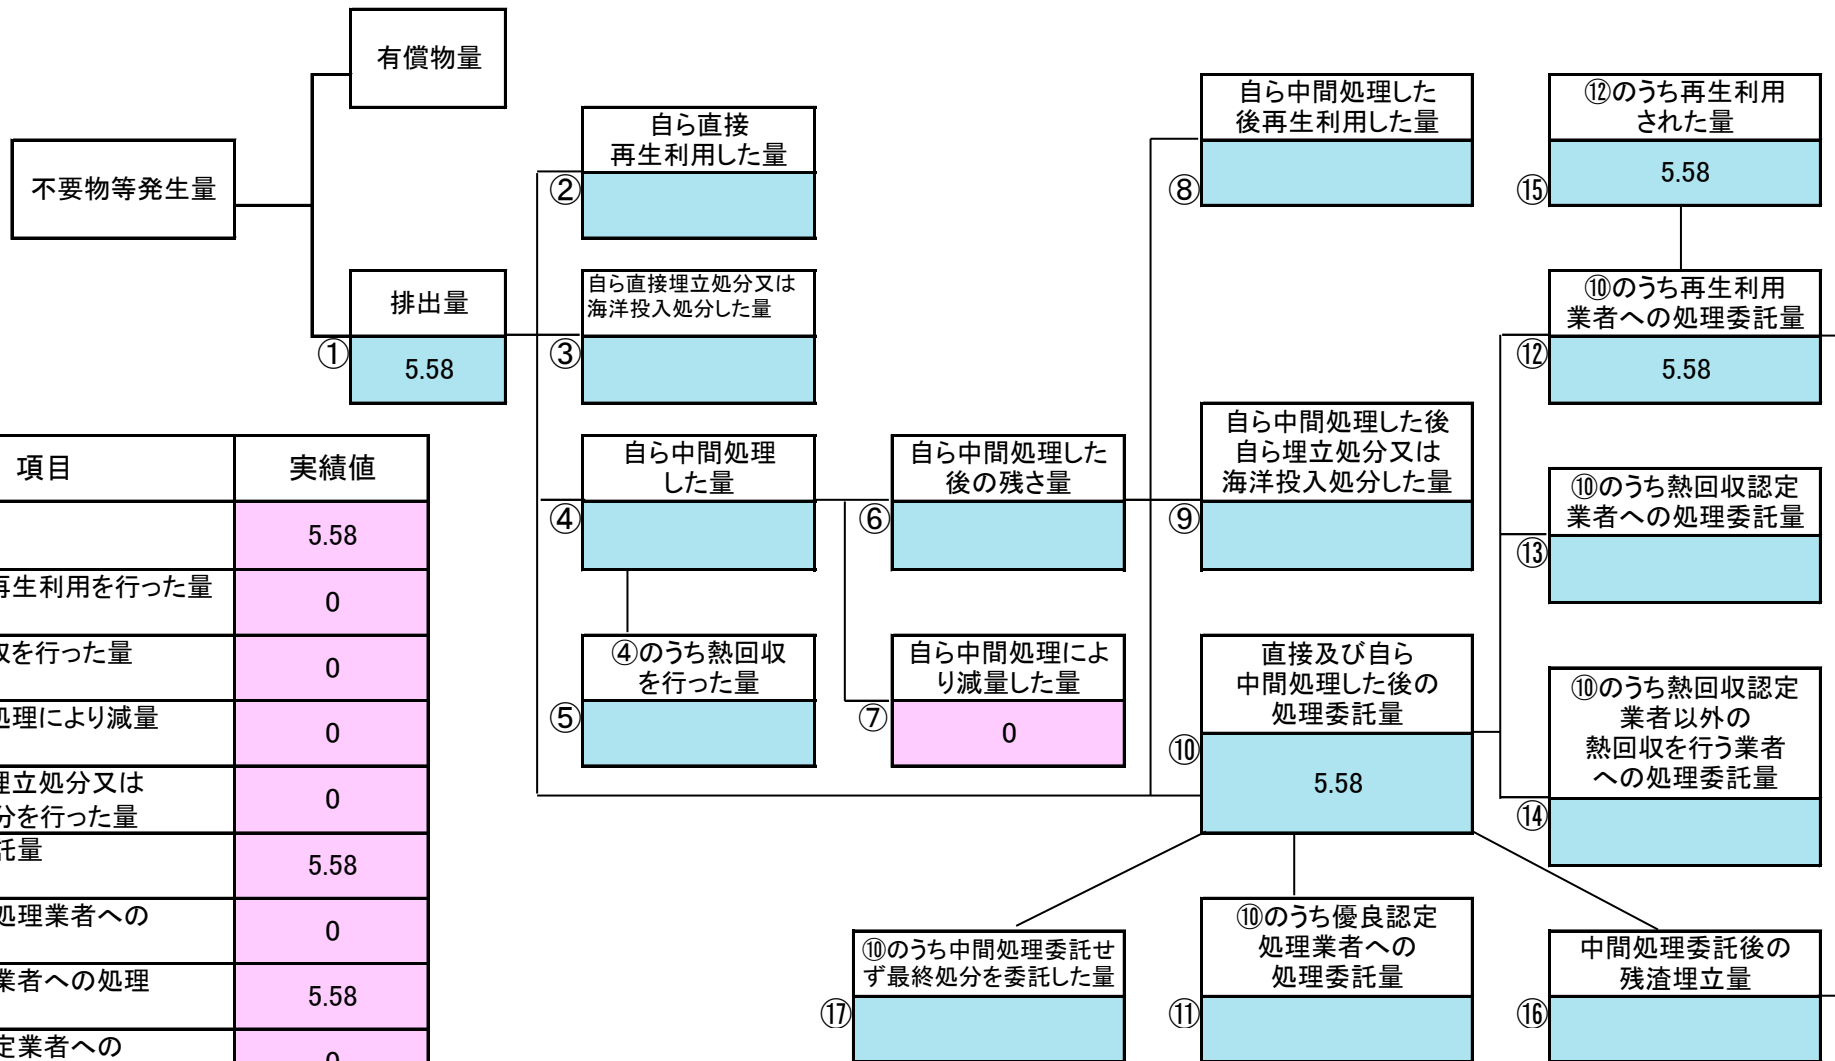 有償物量
不要物等発生量
排出量
①
5.58
自ら直接
再生利用した量
②
自ら直接埋立処分又は
海洋投入処分した量
③
自ら中間処理
した量
④
④のうち熱回収
を行った量
⑤
自ら中間処理した
後の残さ量
⑥
自ら中間処理によ
り減量した量
⑦
0
自ら中間処理した
後再生利用した量
⑧
自ら中間処理した後
自ら埋立処分又は
海洋投入処分した量
⑨
直接及び自ら
中間処理した後の
処理委託量
⑩
5.58
⑩のうち優良認定
処理業者への
処理委託量
⑪
⑩のうち中間処理委託せ
ず最終処分を委託した量
⑰
⑫のうち再生利用
された量
⑮
5.58
⑩のうち再生利用
業者への処理委託量
⑫
5.58
⑩のうち熱回収認定
業者への処理委託量
⑬
⑩のうち熱回収認定
業者以外の
熱回収を行う業者
への処理委託量
⑭
中間処理委託後の
残渣埋立量
⑯
項目 実績値
5.58
再生利用を行った量 0
収を行った量 0
処理により減量 0
埋立処分又は
分を行った量 0
託量 5.58
処理業者への 0
業者への処理 5.58
定業者への 0